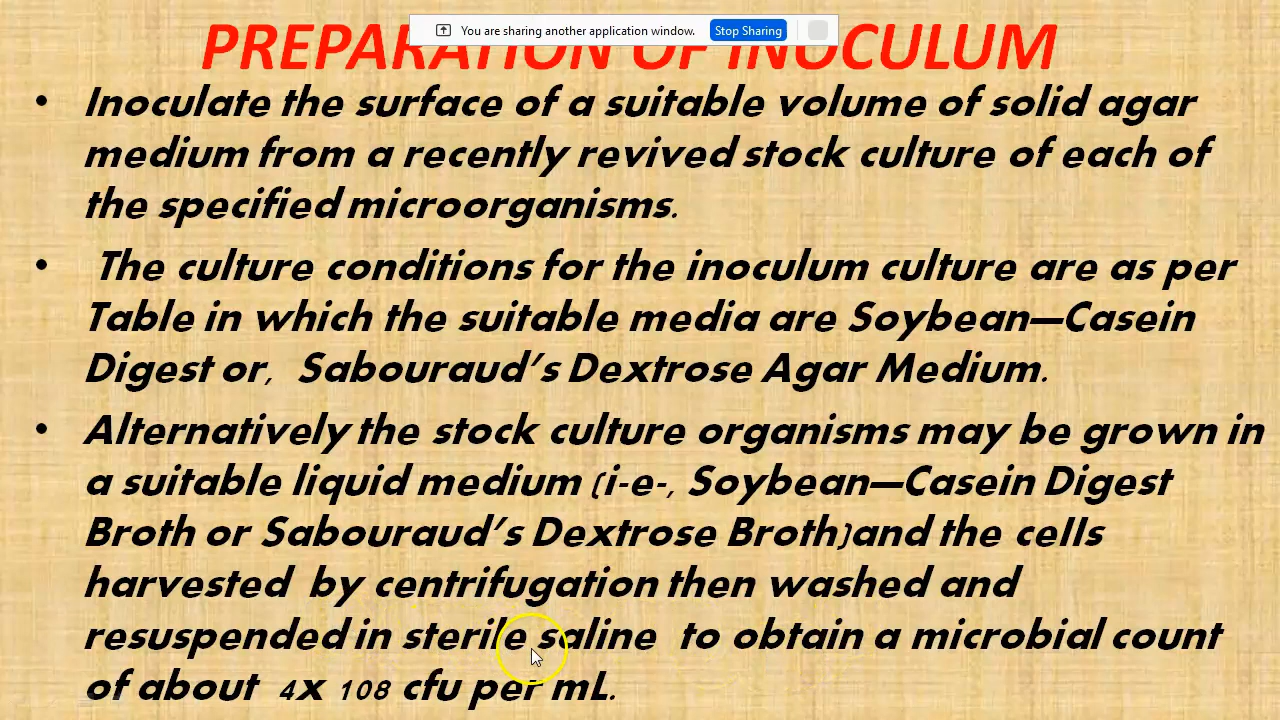 You are sharing another application window. Stop Sharing
PREPARATION OF INOCULUM
• Inoculate the surface of a suitable volume of solid agar
medium from a recently revived stock culture of each of
the specified microorganisms.
• The culture conditions for the inoculum culture are as per
Table in which the suitable media are Soybean—Casein
Digest or, Sabouraud's Dextrose Agar Medium.
• Alternatively the stock culture organisms may be grown in
a suitable liquid medium (i-e-, Soybean—Casein Digest
Broth or Sabouraud's Dextrose Broth)and the cells
harvested by centrifugation then washed and
resuspended in sterile saline to obtain a microbial count
of about 4x 108 cfu per mL.